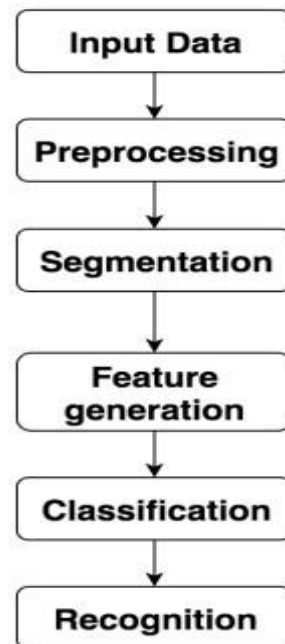 Input Data
Preprocessing
Segmentation
Feature
generation
Classification
Recognition